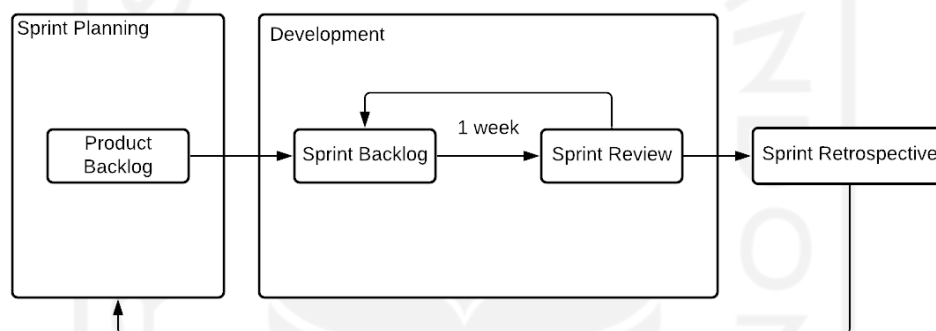 Sprint Planning
Development
Product
Backlog
Sprint Backlog
1 week
Sprint Review
Sprint Retrospective